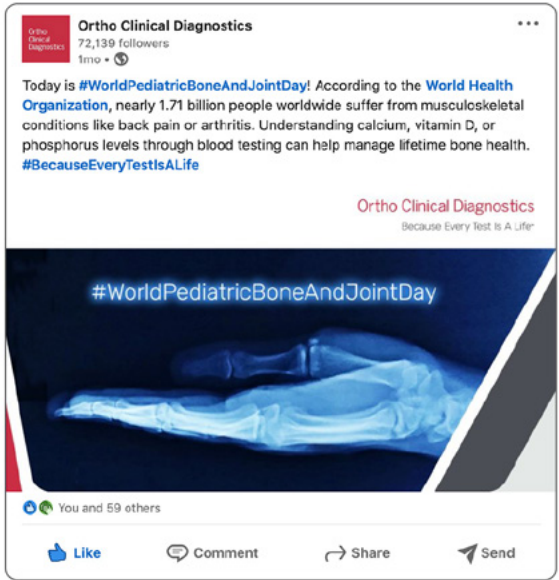 Ortho
Clinical
Diagnostics
Ortho Clinical Diagnostics
72,139 followers
1mo •
Today is #WorldPediatricBoneAndJointDay! According to the World Health
Organization, nearly 1.71 billion people worldwide suffer from musculoskeletal
conditions like back pain or arthritis. Understanding calcium, vitamin D, or
phosphorus levels through blood testing can help manage lifetime bone health.
#BecauseEveryTestIsALife
Ortho Clinical Diagnostics
Because Every Test Is A Life™
#WorldPediatricBoneAndJointDay
You and 59 others
Like
Comment
Share
Send